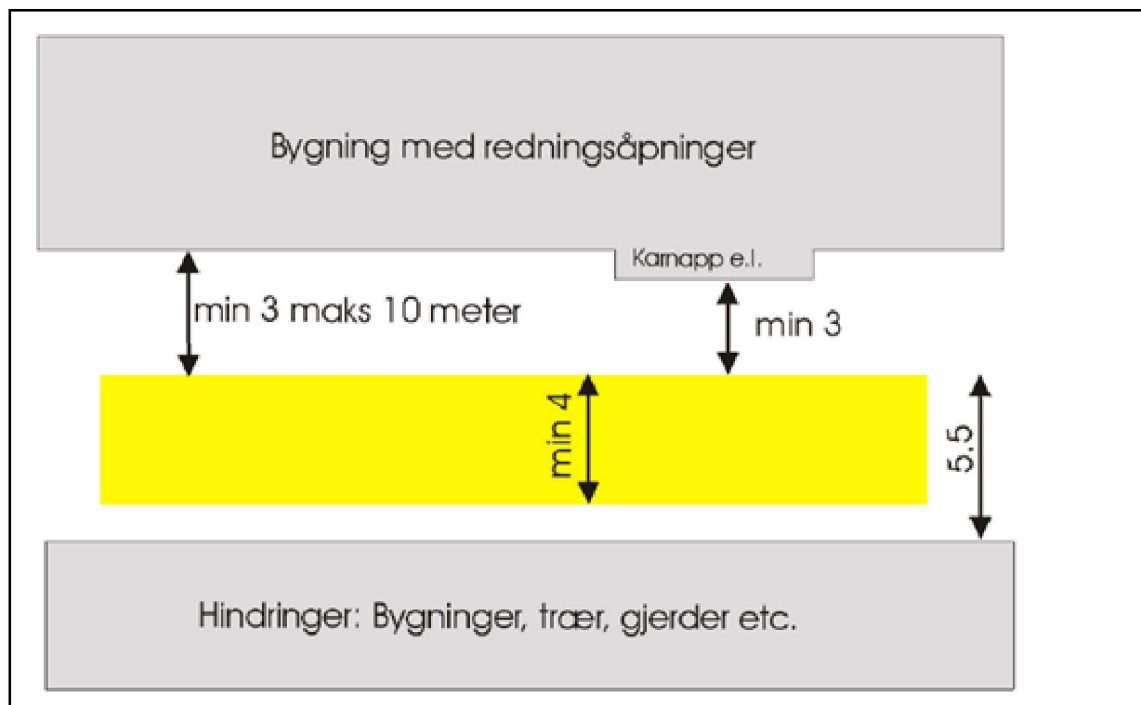 Bygning med redningsåpninger
Karnapp e.l.
min 3 maks 10 meter
min 3
min 4
5.5
Hindringer: Bygninger, trær, gjerder etc.